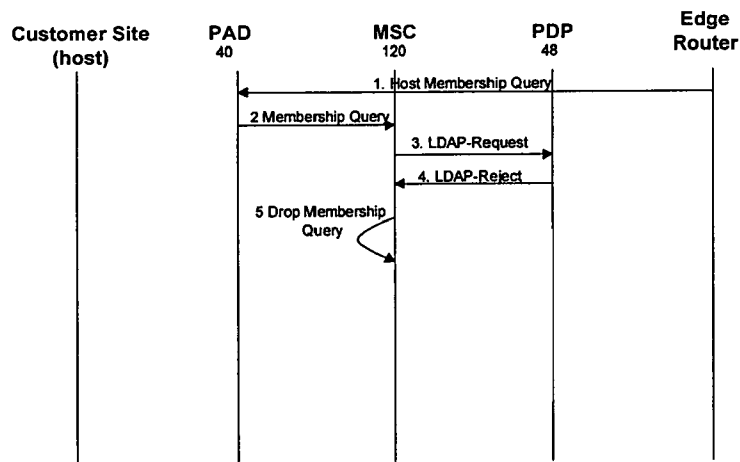 Customer Site
(host)
PAD
40
MSC
120
PDP
48
Edge
Router
1. Host Membership Query
2 Membership Query
3. LDAP-Request
4. LDAP-Reject
5 Drop Membership
Query